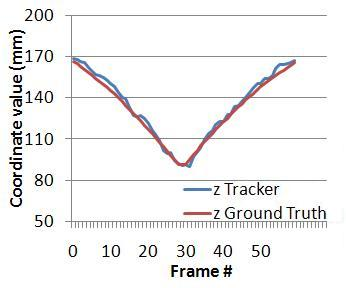 200
170
140
110
80
50
Coordinate value (mm)
z Tracker
z Ground Truth
0 10 20 30 40 50
Frame #